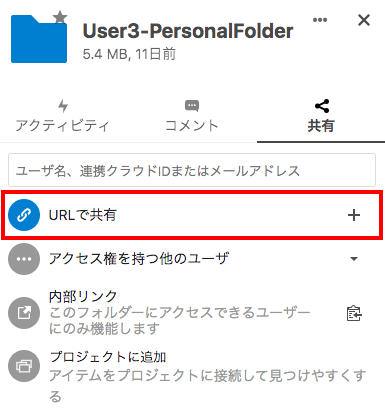 User3-PersonalFolder
5.4 MB, 11日前
アクティビティ
コメント
共有
ユーザ名、連携クラウドIDまたはメールアドレス
URLで共有
アクセス権を持つ他のユーザ
内部リンク
このフォルダーにアクセスできるユーザー
にのみ機能します
プロジェクトに追加
アイテムをプロジェクトに接続して見つけやすくす
る